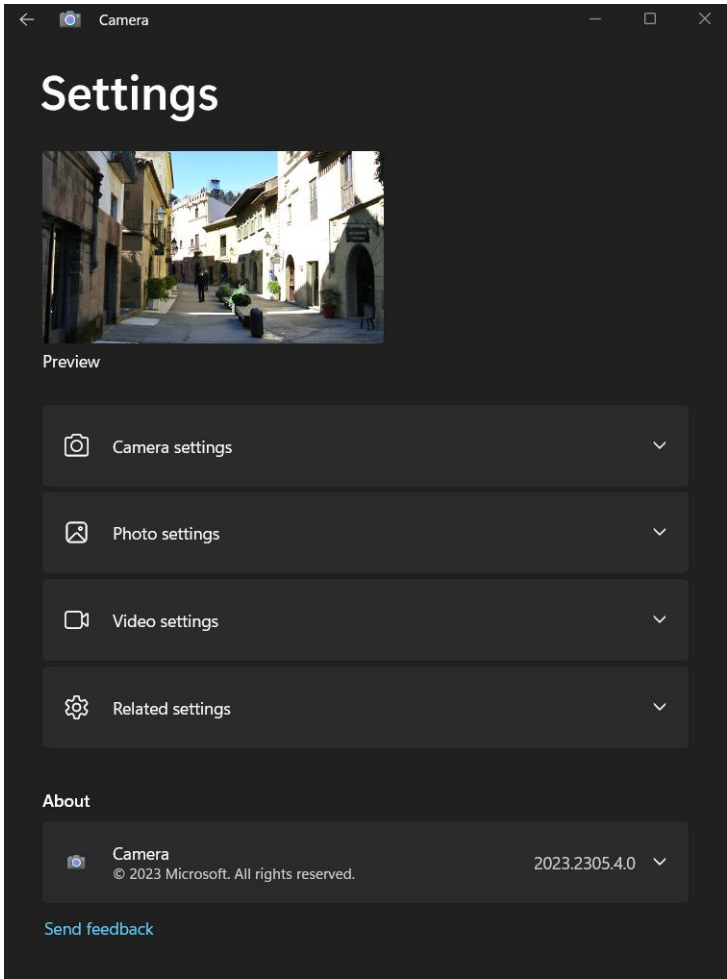 Camera
Settings
Preview
Camera settings
Photo settings
Video settings
Related settings
About
Camera
2023.2305.4.0
© 2023 Microsoft. All rights reserved.
Send feedback